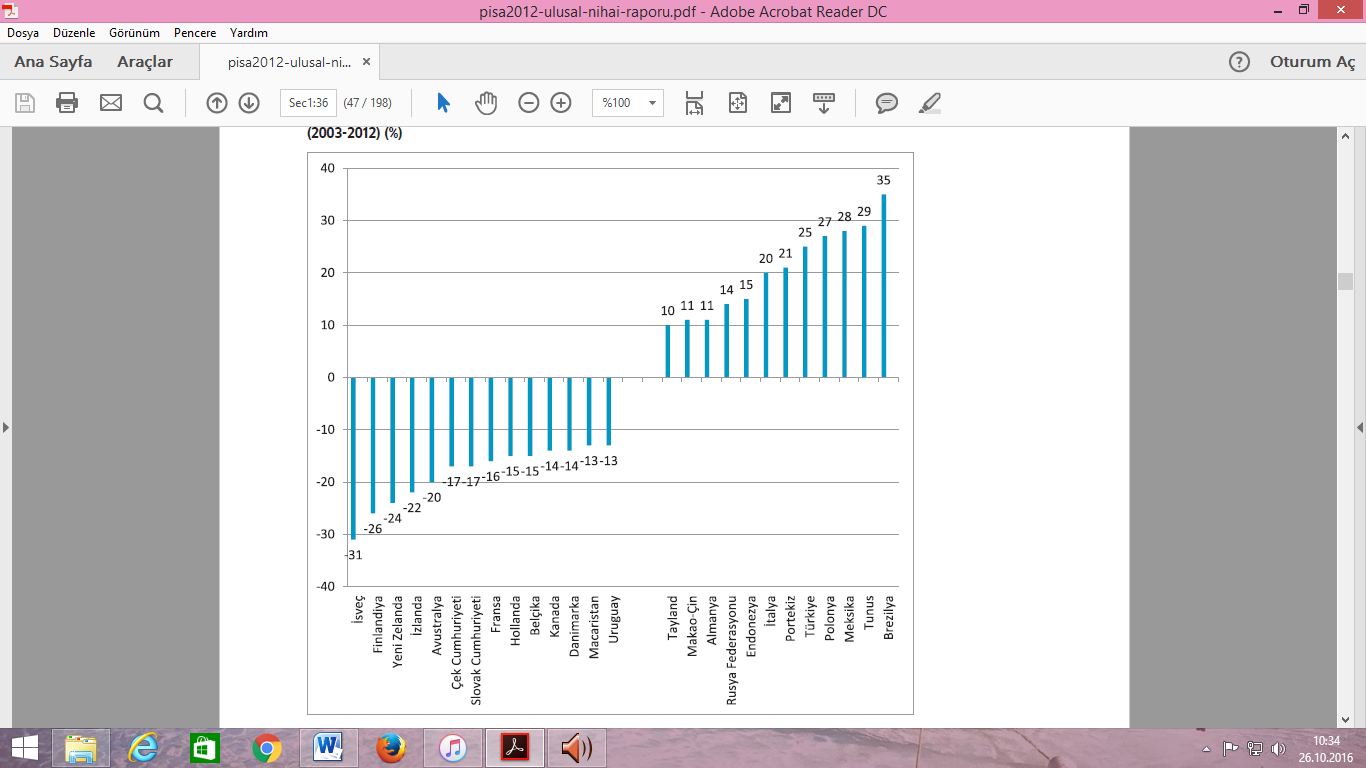 pisa2012-ulusal-nihai-raporu.pdf - Adobe Acrobat Reader DC
Dosya Düzenle Görünüm Pencere Yardım
Ana Sayfa Araçlar pisa2012-ulusal-ni... × ? Oturum Aç
Sec1:36 (47 / 198) %100
(2003-2012) (%)
40
30
20
10
0
-10
-20
-30
-40
-31
-26
-24
-22
-20
-17
-17
-16
-15
-15
-14
-14
-13
-13
10
11
11
14
15
20
21
25
27
28
29
35
İsveç
Finlandiya
Yeni Zelanda
İzlanda
Avustralya
Çek Cumhuriyeti
Slovak Cumhuriyeti
Fransa
Hollanda
Belçika
Kanada
Danimarka
Macaristan
Uruguay
Tayland
Makao-Çin
Almanya
Rusya Federasyonu
Endonezya
İtalya
Portekiz
Türkiye
Polonya
Meksika
Tunus
Brezilya
10:34
26.10.2016